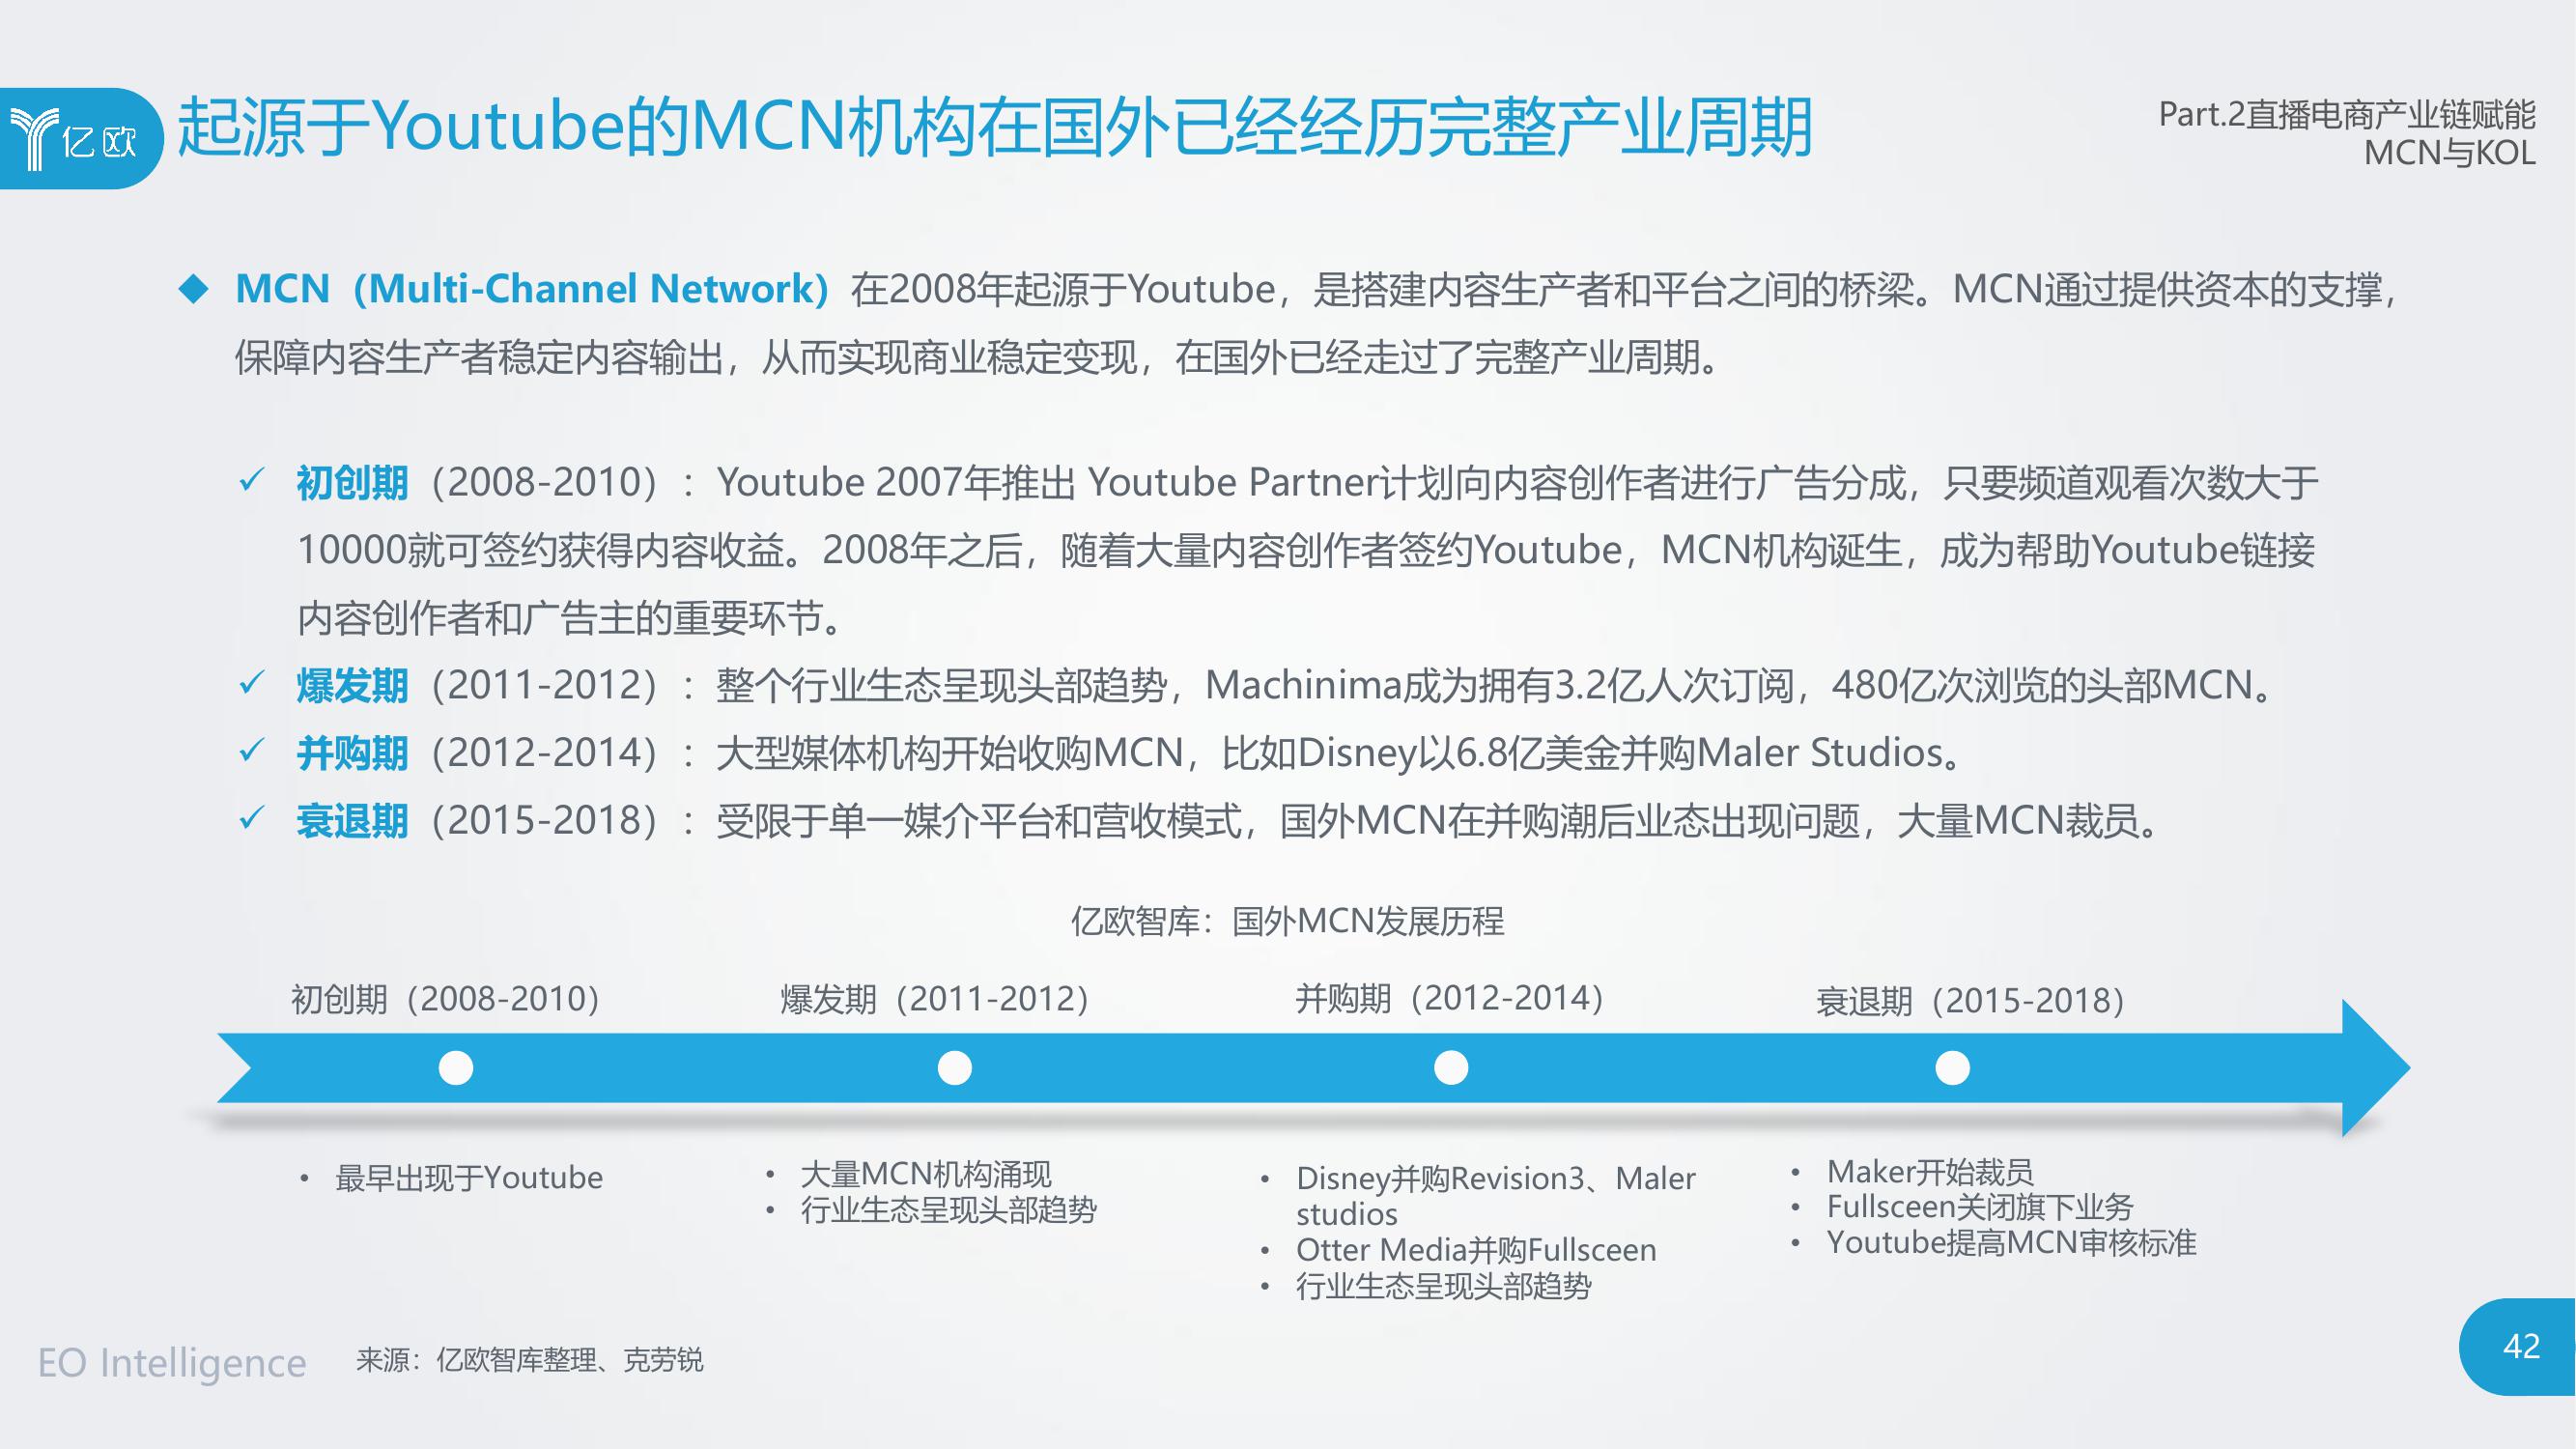 亿欧
起源于Youtube的MCN机构在国外已经经历完整产业周期
Part.2直播电商产业链赋能
MCN与KOL
◆ MCN（Multi-Channel Network）在2008年起源于Youtube，是搭建内容生产者和平台之间的桥梁。MCN通过提供资本的支撑，
保障内容生产者稳定内容输出，从而实现商业稳定变现，在国外已经走过了完整产业周期。
✓ 初创期（2008-2010）：Youtube 2007年推出 Youtube Partner计划向内容创作者进行广告分成，只要频道观看次数大于
10000就可签约获得内容收益。2008年之后，随着大量内容创作者签约Youtube，MCN机构诞生，成为帮助Youtube链接
内容创作者和广告主的重要环节。
✓ 爆发期（2011-2012）：整个行业生态呈现头部趋势，Machinima成为拥有3.2亿人次订阅，480亿次浏览的头部MCN。
✓ 并购期（2012-2014）：大型媒体机构开始收购MCN，比如Disney以6.8亿美金并购Maler Studios。
✓ 衰退期（2015-2018）：受限于单一媒介平台和营收模式，国外MCN在并购潮后业态出现问题，大量MCN裁员。
亿欧智库：国外MCN发展历程
初创期（2008-2010）
爆发期（2011-2012）
并购期（2012-2014）
衰退期（2015-2018）
• 最早出现于Youtube
• 大量MCN机构涌现
• 行业生态呈现头部趋势
• Disney并购Revision3、Maler
studios
• Otter Media并购Fullsceen
• 行业生态呈现头部趋势
• Maker开始裁员
• Fullsceen关闭旗下业务
• Youtube提高MCN审核标准
EO Intelligence
来源：亿欧智库整理、克劳锐
42